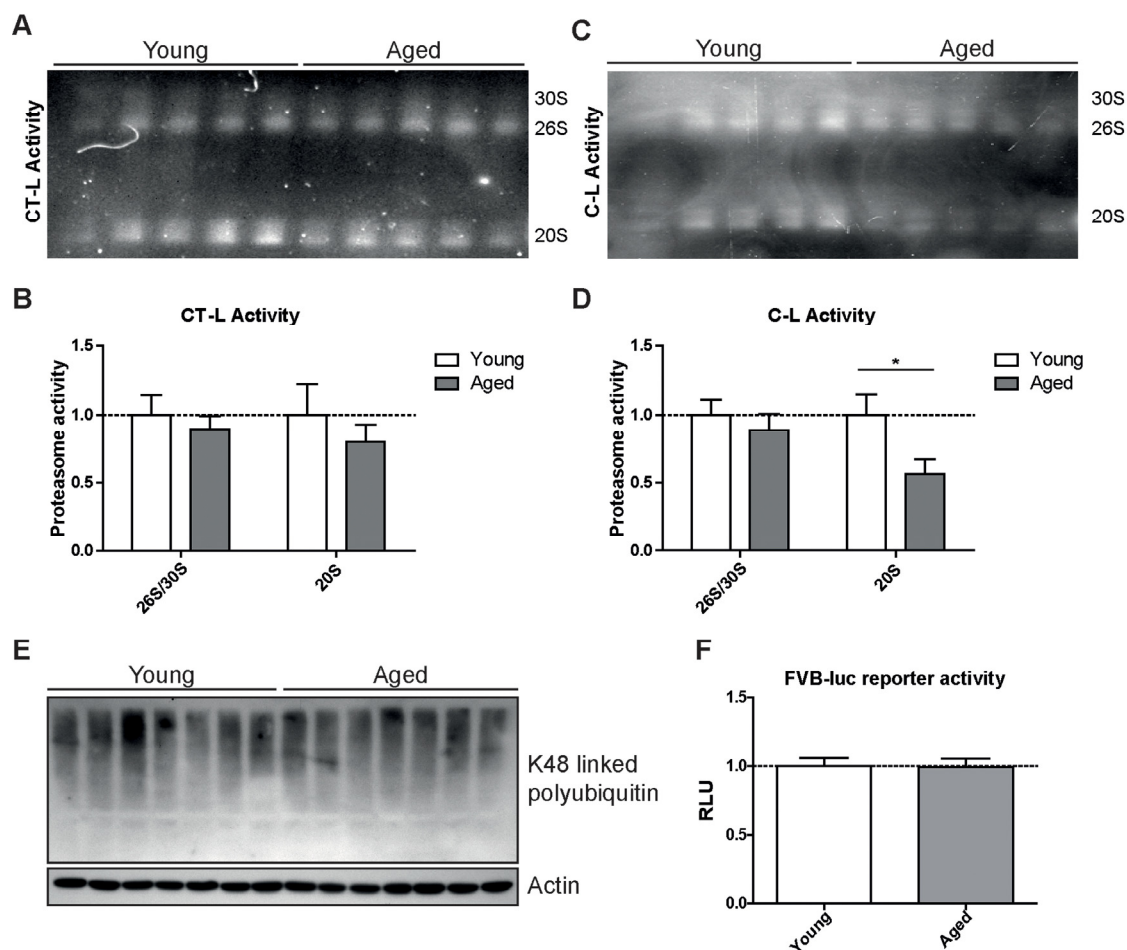 A
Young
Aged
CT-L Activity
30S
26S
20S
C
Young
Aged
C-L Activity
30S
26S
20S
B
CT-L Activity
Proteasome activity
1.5
1.0
0.5
0.0
26S/30S
20S
Young
Aged
D
C-L Activity
Proteasome activity
1.5
1.0
0.5
0.0
*
26S/30S
20S
Young
Aged
E
Young
Aged
K48 linked
polyubiquitin
Actin
F
FVB-luc reporter activity
RLU
1.5
1.0
0.5
0.0
Young
Aged